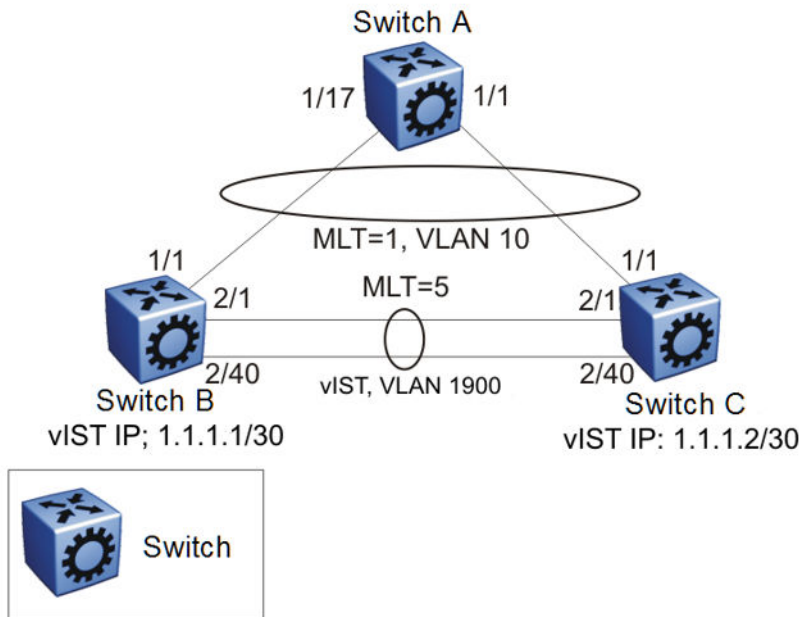 Switch A
1/17
1/1
MLT=1, VLAN 10
1/1
1/1
MLT=5
2/1
2/1
2/40
vIST, VLAN 1900
2/40
Switch B
Switch C
vIST IP; 1.1.1.1/30
vIST IP: 1.1.1.2/30
Switch